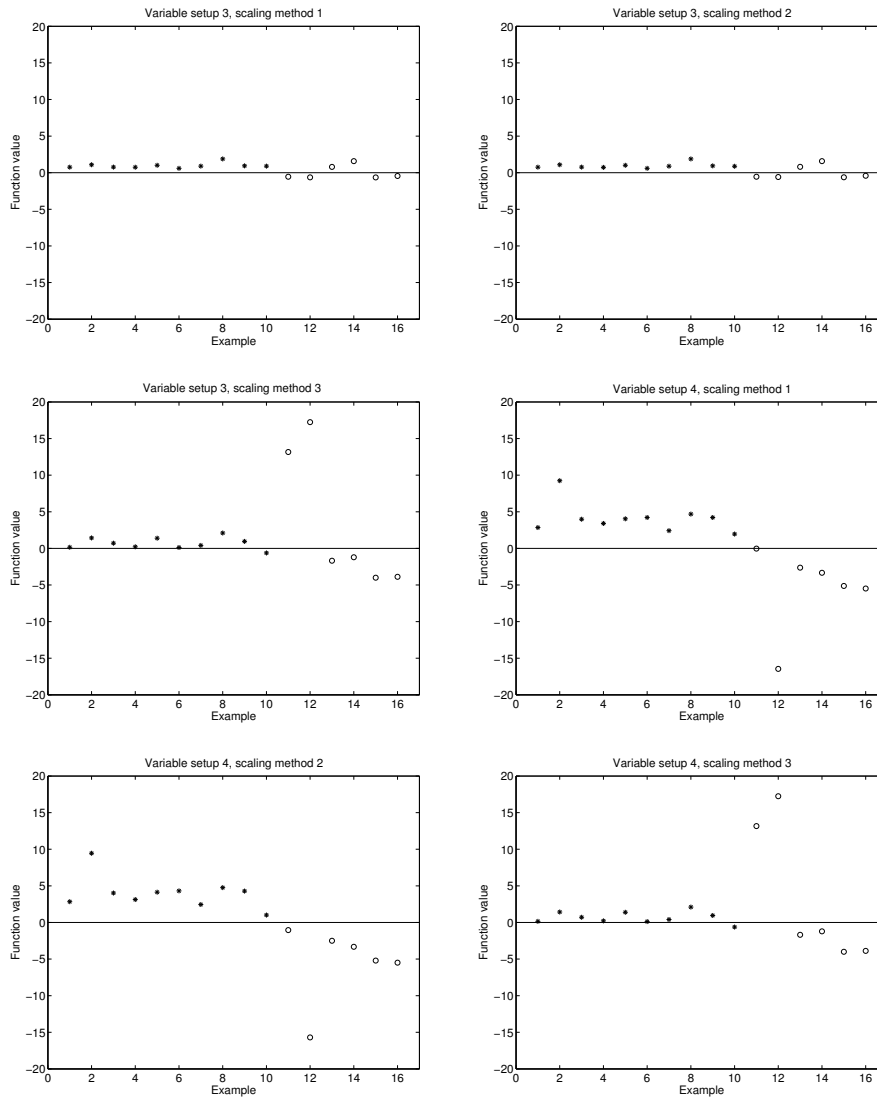 Variable setup 3, scaling method 1
20
15
10
5
0
−5
−10
−15
−20
0 2 4 6 8 10 12 14 16
Function value
Example
Variable setup 3, scaling method 2
20
15
10
5
0
−5
−10
−15
−20
0 2 4 6 8 10 12 14 16
Function value
Example
Variable setup 3, scaling method 3
20
15
10
5
0
−5
−10
−15
−20
0 2 4 6 8 10 12 14 16
Function value
Example
Variable setup 4, scaling method 1
20
15
10
5
0
−5
−10
−15
−20
0 2 4 6 8 10 12 14 16
Function value
Example
Variable setup 4, scaling method 2
20
15
10
5
0
−5
−10
−15
−20
0 2 4 6 8 10 12 14 16
Function value
Example
Variable setup 4, scaling method 3
20
15
10
5
0
−5
−10
−15
−20
0 2 4 6 8 10 12 14 16
Function value
Example